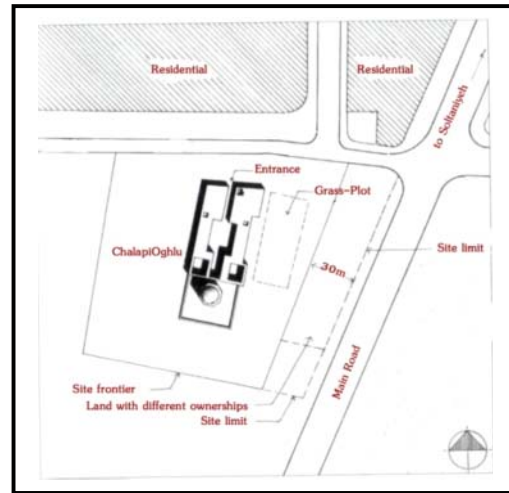 Residential
Residential
to Soltaniyeh
Entrance
Grass-Plot
ChalapiOghlu
Site limit
30m
Main Road
Site frontier
Land with different ownerships
Site limit